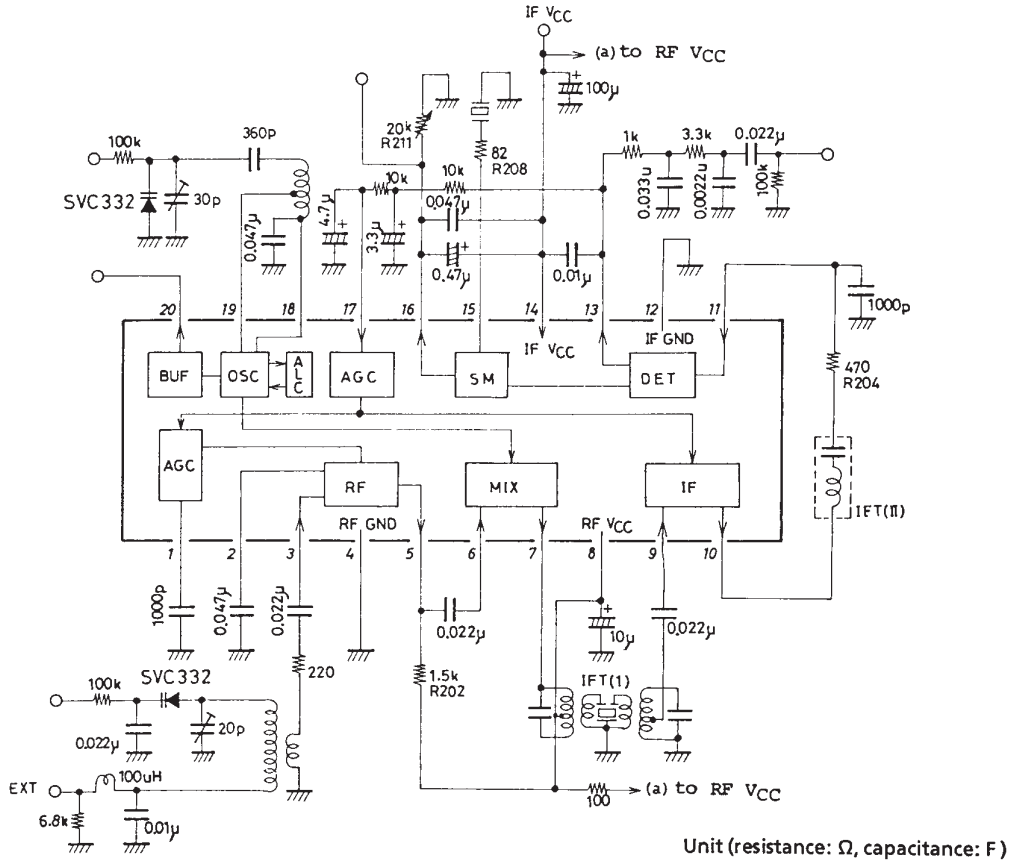 IF VCC
(a) to RF VCC
100µ
20k
R211
82
R208
360p
100k
SVC332
30p
0.047µ
4.7µ
10k
3.3µ
10k
0.047µ
0.47µ
0.01µ
1k
3.3k
0.022µ
0.033u
0.0022µ
100k
1000p
20
19
18
17
16
15
14
13
12
11
IF VCC
IF GND
BUF
OSC
ALC
AGC
SM
DET
470
R204
AGC
RF
MIX
IF
IFT(II)
RF GND
RF VCC
1
2
3
4
5
6
7
8
9
10
1000p
0.047µ
0.022µ
0.022µ
10µ
0.022µ
220
1.5k
R202
IFT(1)
SVC332
100k
0.022µ
20p
EXT
100uH
6.8k
0.01µ
100
(a) to RF VCC
Unit (resistance: Ω, capacitance: F)